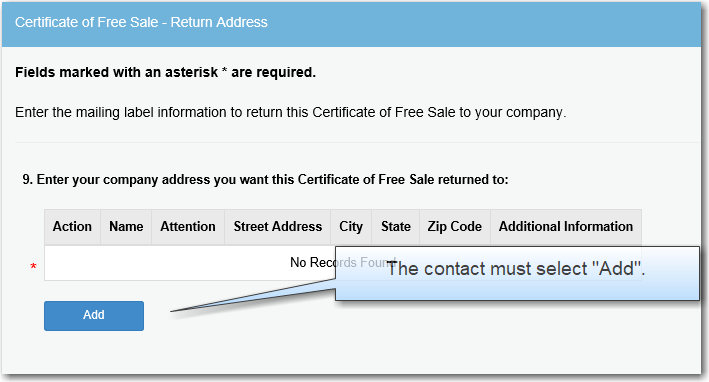 Certificate of Free Sale - Return Address
Fields marked with an asterisk * are required.
Enter the mailing label information to return this Certificate of Free Sale to your company.
9. Enter your company address you want this Certificate of Free Sale returned to:
Action Name Attention Street Address City State Zip Code Additional Information
* No Records Found
The contact must select "Add".
Add